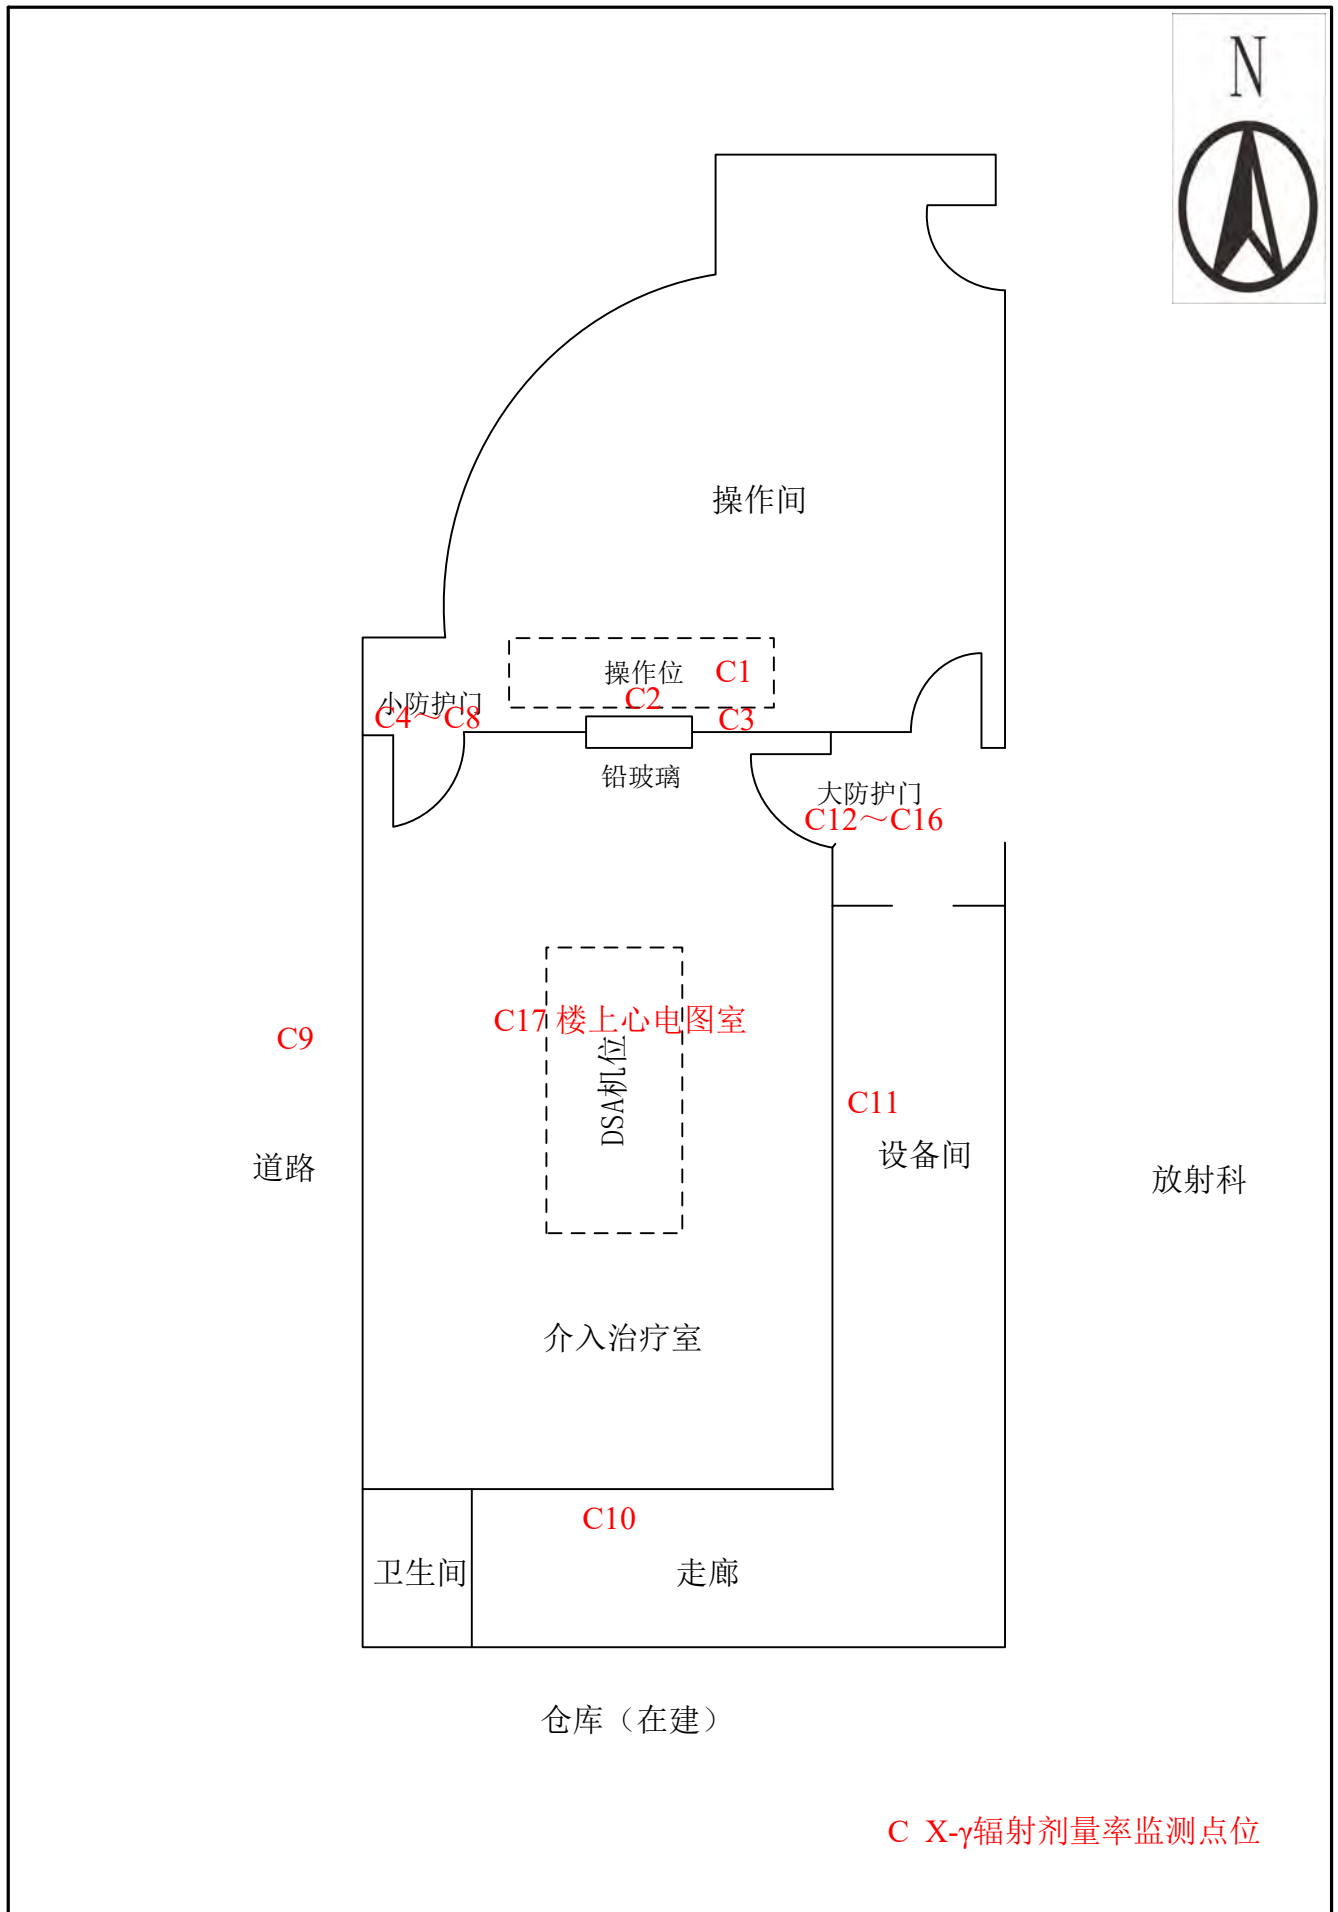 N
操作间
操作位 C1
C2
小防护门
C4～C8
C3
铅玻璃
大防护门
C12～C16
C17 楼上心电图室
C9
DSA机位
C11
设备间
道路
放射科
介入治疗室
C10
卫生间
走廊
仓库（在建）
C X-γ辐射剂量率监测点位